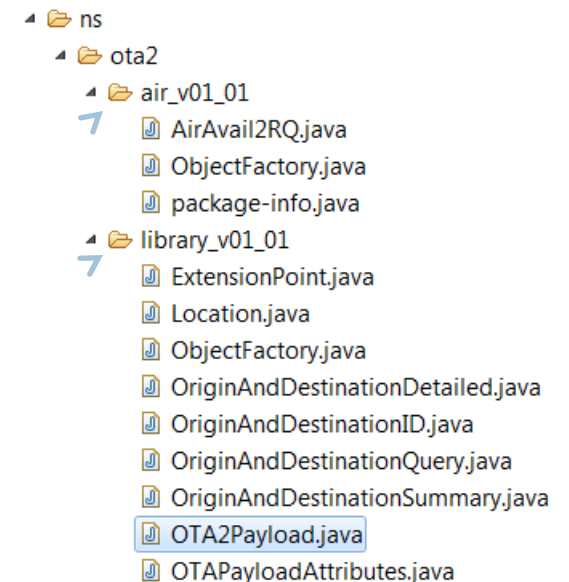 ns
ota2
air_v01_01
AirAvail2RQ.java
ObjectFactory.java
package-info.java
library_v01_01
ExtensionPoint.java
Location.java
ObjectFactory.java
OriginAndDestinationDetailed.java
OriginAndDestinationID.java
OriginAndDestinationQuery.java
OriginAndDestinationSummary.java
OTA2Payload.java
OTAPayloadAttributes.java